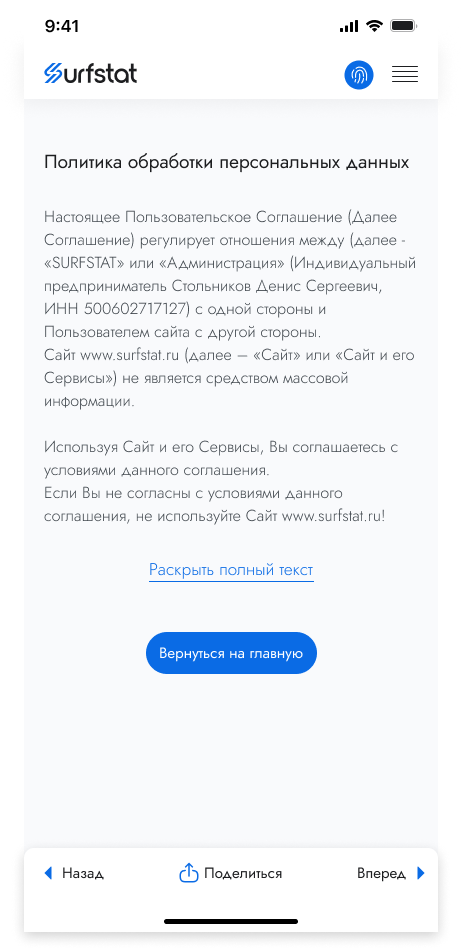 9:41
Surfstat
Политика обработки персональных данных
Настоящее Пользовательское Соглашение (Далее
Соглашение) регулирует отношения между (далее -
«SURFSTAT» или «Администрация» (Индивидуальный
предприниматель Стольников Денис Сергеевич,
ИНН 500602717127) с одной стороны и
Пользователем сайта с другой стороны.
Сайт www.surfstat.ru (далее – «Сайт» или «Сайт и его
Сервисы») не является средством массовой
информации.
Используя Сайт и его Сервисы, Вы соглашаетесь с
условиями данного соглашения.
Если Вы не согласны с условиями данного
соглашения, не используйте Сайт www.surfstat.ru!
Раскрыть полный текст
Вернуться на главную
Назад
Поделиться
Вперед